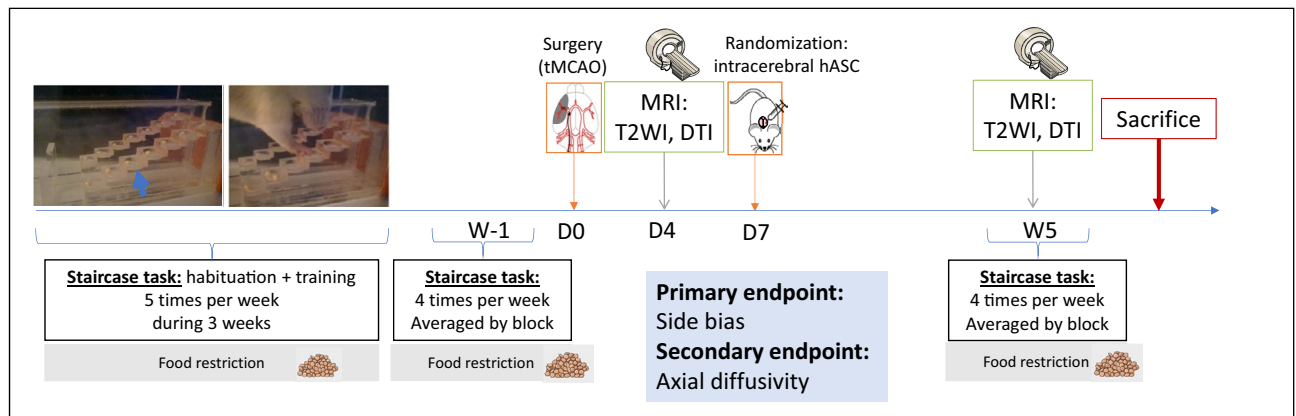 Surgery
(tMCAO)
MRI:
T2WI, DTI
Randomization:
intracerebral hASC
MRI:
T2WI, DTI
Sacrifice
W-1
D0
D4
D7
W5
Staircase task: habituation + training
5 times per week
during 3 weeks
Food restriction
Staircase task:
4 times per week
Averaged by block
Food restriction
Primary endpoint:
Side bias
Secondary endpoint:
Axial diffusivity
Staircase task:
4 times per week
Averaged by block
Food restriction